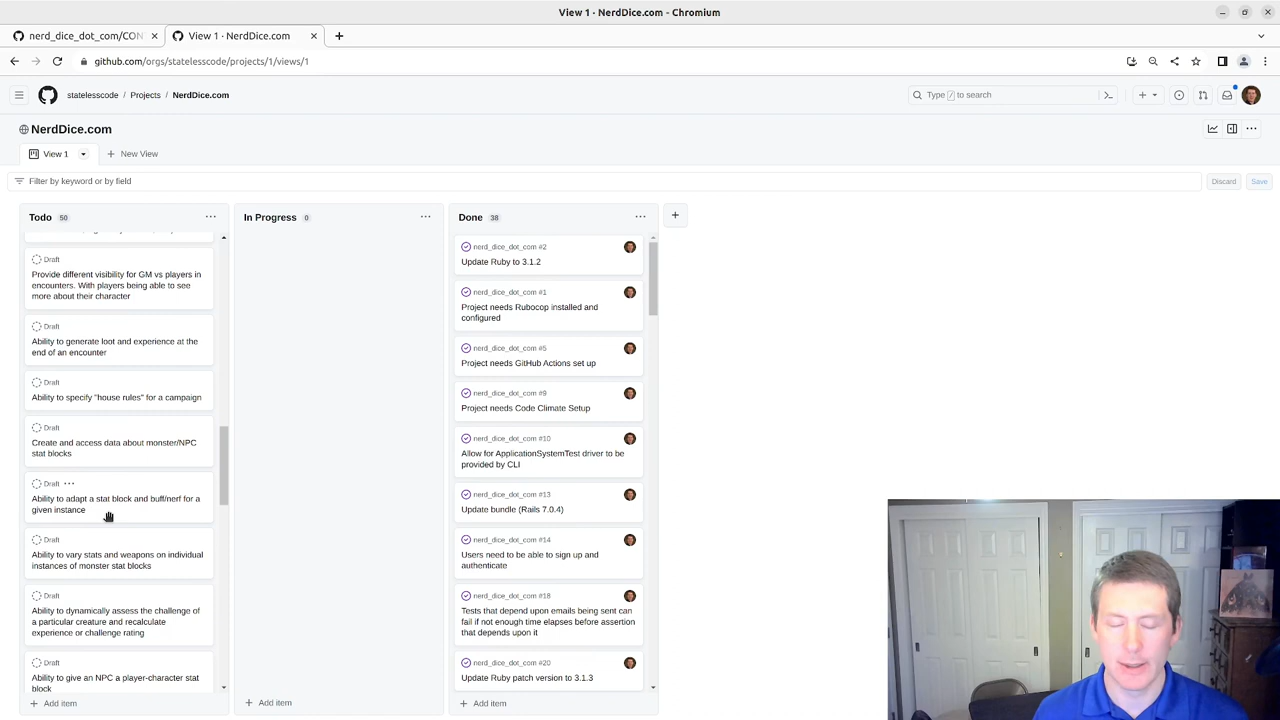 View 1 · NerdDice.com - Chromium
nerd_dice_dot_com/CON
View 1 · NerdDice.com
github.com/orgs/statelesscode/projects/1/views/1
statelesscode / Projects / NerdDice.com
Type / to search
NerdDice.com
View 1
New View
Filter by keyword or by field
Discard
Save
Todo 50
Draft
Provide different visibility for GM vs players in
encounters. With players being able to see
more about their character
Draft
Ability to generate loot and experience at the
end of an encounter
Draft
Ability to specify "house rules" for a campaign
Draft
Create and access data about monster/NPC
stat blocks
Draft
Ability to adapt a stat block and buff/nerf for a
given instance
Draft
Ability to vary stats and weapons on individual
instances of monster stat blocks
Draft
Ability to dynamically assess the challenge of
a particular creature and recalculate
experience or challenge rating
Draft
Ability to give an NPC a player-character stat
block
Add item
In Progress 0
Add item
Done 38
nerd_dice_dot_com #2
Update Ruby to 3.1.2
nerd_dice_dot_com #1
Project needs Rubocop installed and
configured
nerd_dice_dot_com #5
Project needs GitHub Actions set up
nerd_dice_dot_com #9
Project needs Code Climate Setup
nerd_dice_dot_com #10
Allow for ApplicationSystemTest driver to be
provided by CLI
nerd_dice_dot_com #13
Update bundle (Rails 7.0.4)
nerd_dice_dot_com #14
Users need to be able to sign up and
authenticate
nerd_dice_dot_com #18
Tests that depend upon emails being sent can
fail if not enough time elapses before assertion
that depends upon it
nerd_dice_dot_com #20
Update Ruby patch version to 3.1.3
Add item